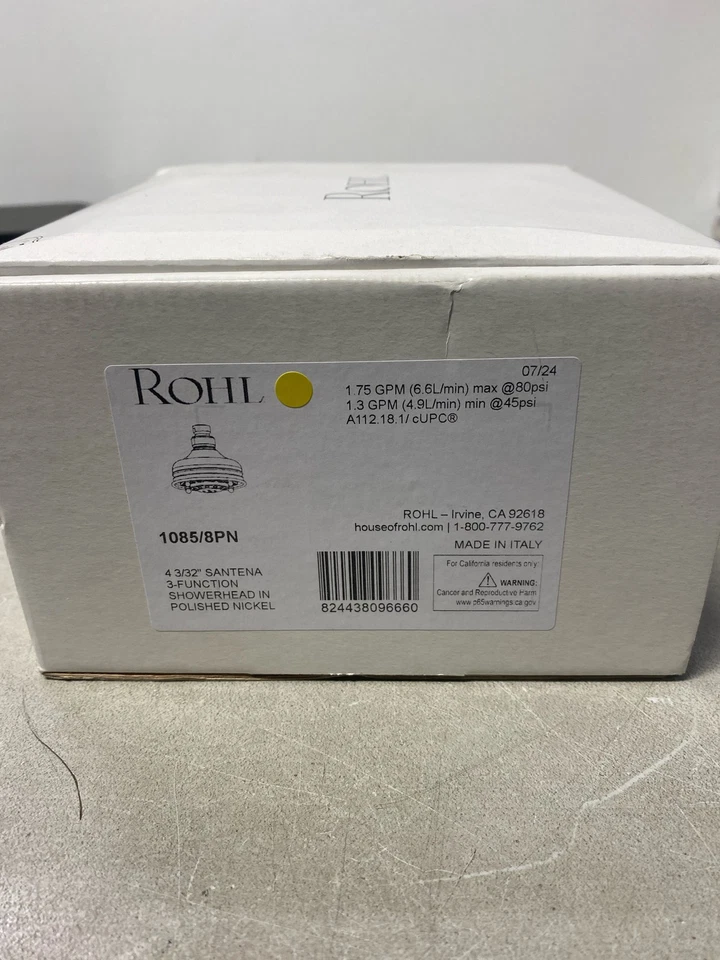 ROHL
ROHL
07/24
1.75 GPM (6.6L/min) max @80psi
1.3 GPM (4.9L/min) min @45psi
A112.18.1/ cUPC®
ROHL – Irvine, CA 92618
houseofrohl.com | 1-800-777-9762
1085/8PN
MADE IN ITALY
4 3/32" SANTENA
3-FUNCTION
SHOWERHEAD IN
POLISHED NICKEL
824438096660
For California residents only:
WARNING:
Cancer and Reproductive Harm
www.p65warnings.ca.gov